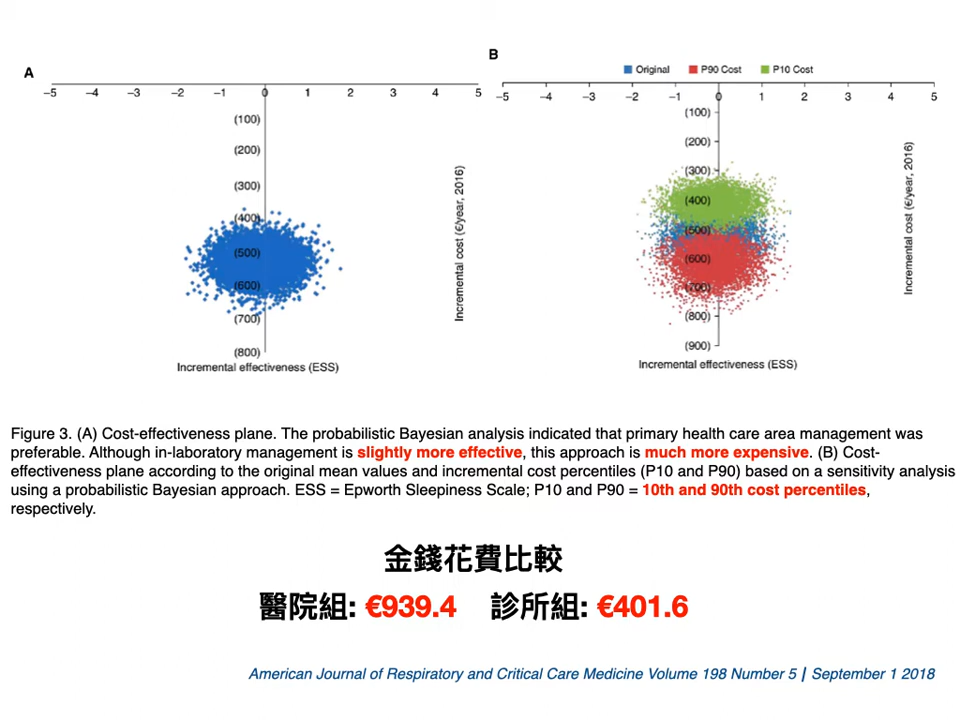 A
−5 −4 −3 −2 −1 0 1 2 3 4 5
(100)
(200)
(300)
(400)
(500)
(600)
(700)
(800)
Incremental cost (€/year, 2016)
Incremental effectiveness (ESS)
B
Original P90 Cost P10 Cost
−5 −4 −3 −2 −1 0 1 2 3 4 5
(100)
(200)
(300)
(400)
(500)
(600)
(700)
(800)
(900)
Incremental cost (€/year, 2016)
Incremental effectiveness (ESS)
Figure 3. (A) Cost-effectiveness plane. The probabilistic Bayesian analysis indicated that primary health care area management was
preferable. Although in-laboratory management is slightly more effective, this approach is much more expensive. (B) Cost-
effectiveness plane according to the original mean values and incremental cost percentiles (P10 and P90) based on a sensitivity analysis
using a probabilistic Bayesian approach. ESS = Epworth Sleepiness Scale; P10 and P90 = 10th and 90th cost percentiles,
respectively.
金錢花費比較
醫院組: €939.4 診所組: €401.6
American Journal of Respiratory and Critical Care Medicine Volume 198 Number 5 | September 1 2018